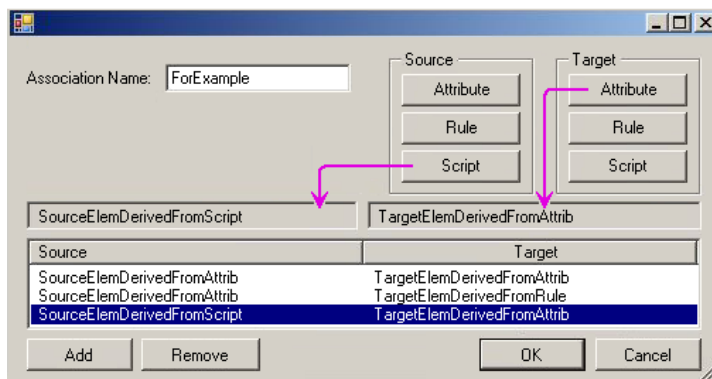 Association Name: ForExample
Source
Attribute
Rule
Script
Target
Attribute
Rule
Script
SourceElemDerivedFromScript TargetElemDerivedFromAttrib
Source Target
SourceElemDerivedFromAttrib TargetElemDerivedFromAttrib
SourceElemDerivedFromAttrib TargetElemDerivedFromRule
SourceElemDerivedFromScript TargetElemDerivedFromAttrib
Add Remove OK Cancel